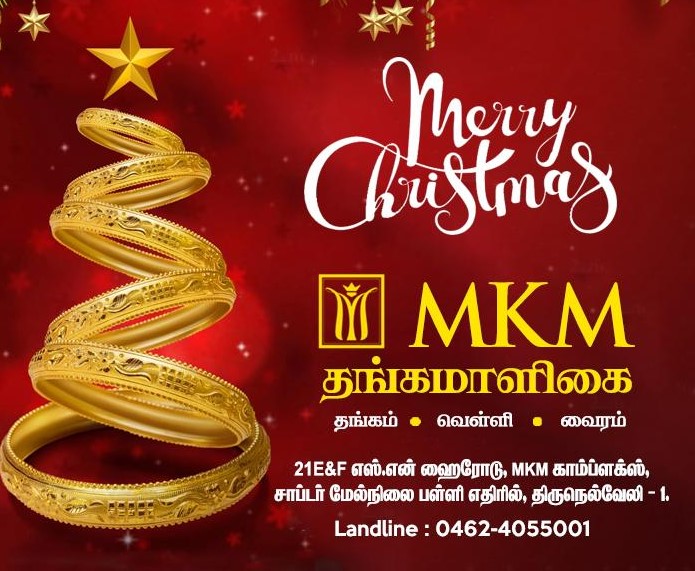 Merry
Christmas
MKM
தங்கமாளிகை
தங்கம் • வெள்ளி • வைரம்
21E&F எஸ்.என் ஹைரோடு, MKM காம்ப்ளக்ஸ்,
சாப்டர் மேல்நிலை பள்ளி எதிரில், திருநெல்வேலி - 1.
Landline : 0462-4055001